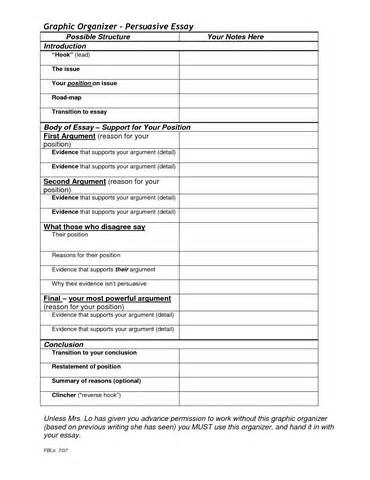 Graphic Organizer - Persuasive Essay
Possible Structure Your Notes Here
Introduction
"Hook" (lead)
The issue
Your position on issue
Road-map
Transition to essay
Body of Essay – Support for Your Position
First Argument (reason for your
position)
Evidence that supports your argument (detail)
Evidence that supports your argument (detail)
Second Argument (reason for your
position)
Evidence that supports your argument (detail)
Evidence that supports your argument (detail)
What those who disagree say
Their position
Reasons for their position
Evidence that supports their argument
Why their evidence isn't persuasive
Final – your most powerful argument
(reason for your position)
Evidence that supports your argument (detail)
Evidence that supports your argument (detail)
Conclusion
Transition to your conclusion
Restatement of position
Summary of reasons (optional)
Clincher ("reverse hook")
Unless Mrs. Lo has given you advance permission to work without this graphic organizer
(based on previous writing she has seen) you MUST use this organizer, and hand it in with
your essay.
FBLo 7/07